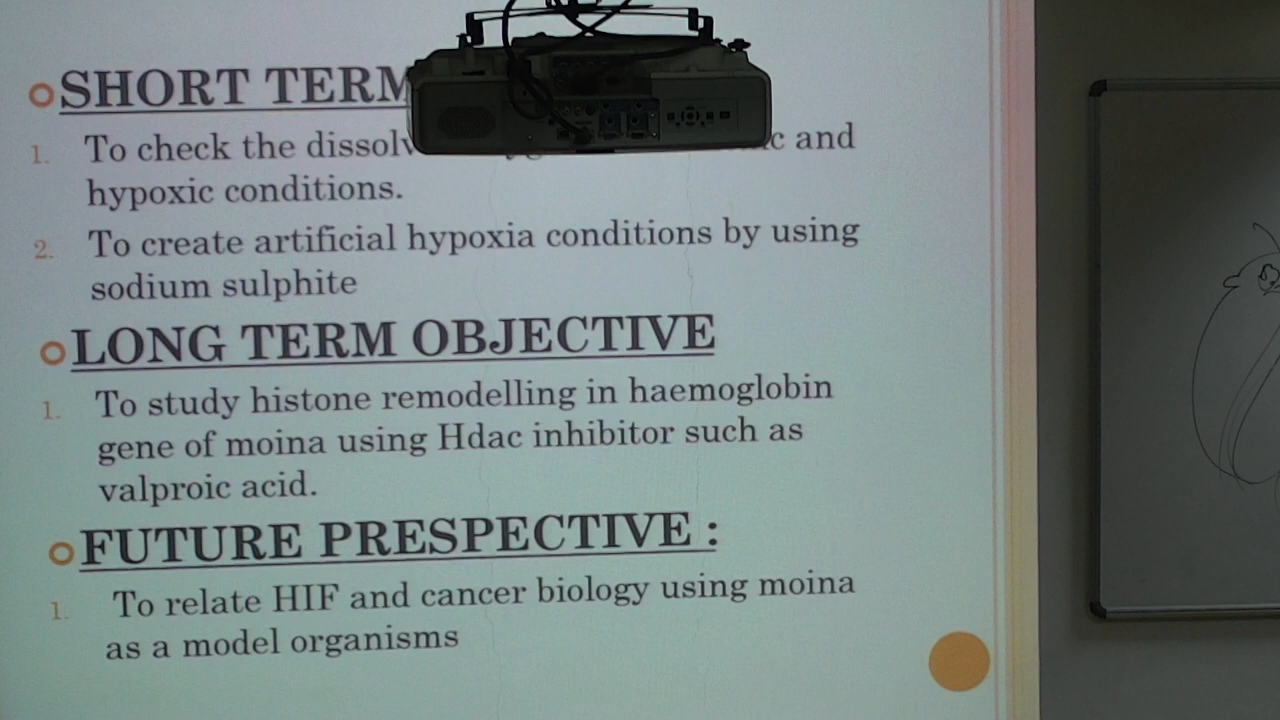 SHORT TERM
1. To check the dissolv and
hypoxic conditions.
2. To create artificial hypoxia conditions by using
sodium sulphite
LONG TERM OBJECTIVE
1. To study histone remodelling in haemoglobin
gene of moina using Hdac inhibitor such as
valproic acid.
FUTURE PRESPECTIVE :
1. To relate HIF and cancer biology using moina
as a model organisms